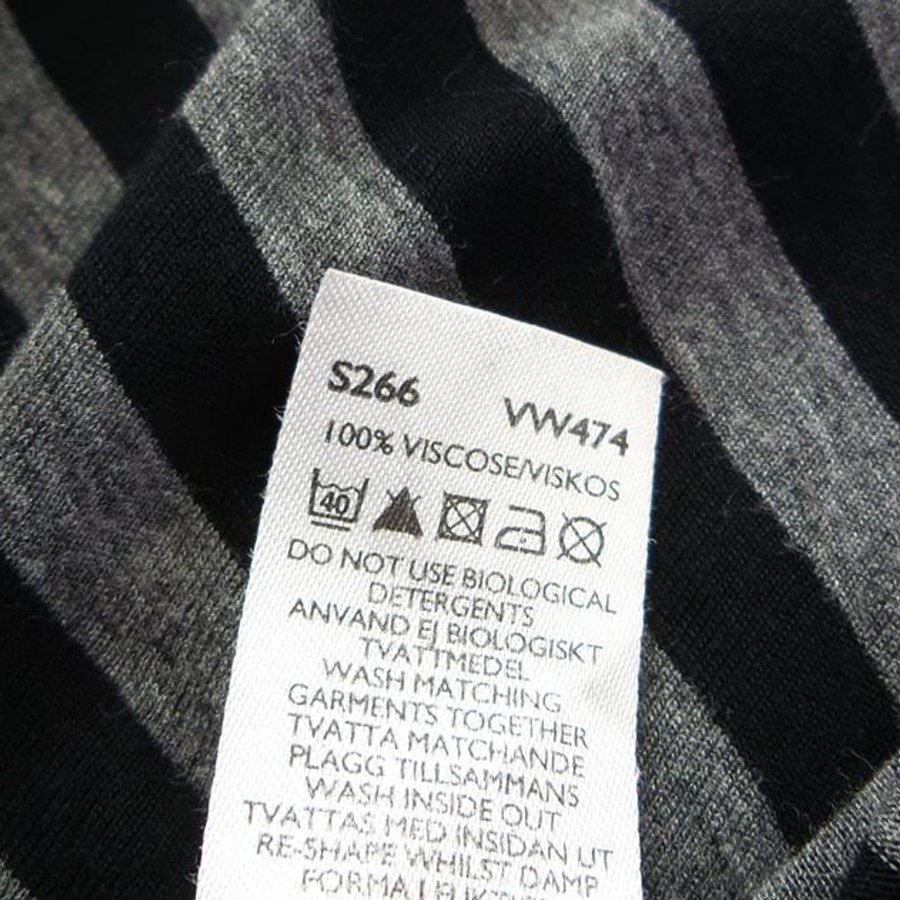 S266 VW474
100% VISCOSE/VISKOS
40
DO NOT USE BIOLOGICAL
DETERGENTS
ANVAND EJ BIOLOGISKT
TVATTMEDEL
WASH MATCHING
GARMENTS TOGETHER
TVATTA MATCHANDE
PLAGG TILLSAMMANS
WASH INSIDE OUT
TVATTAS MED INSIDAN UT
RE-SHAPE WHILST DAMP
FORMA I